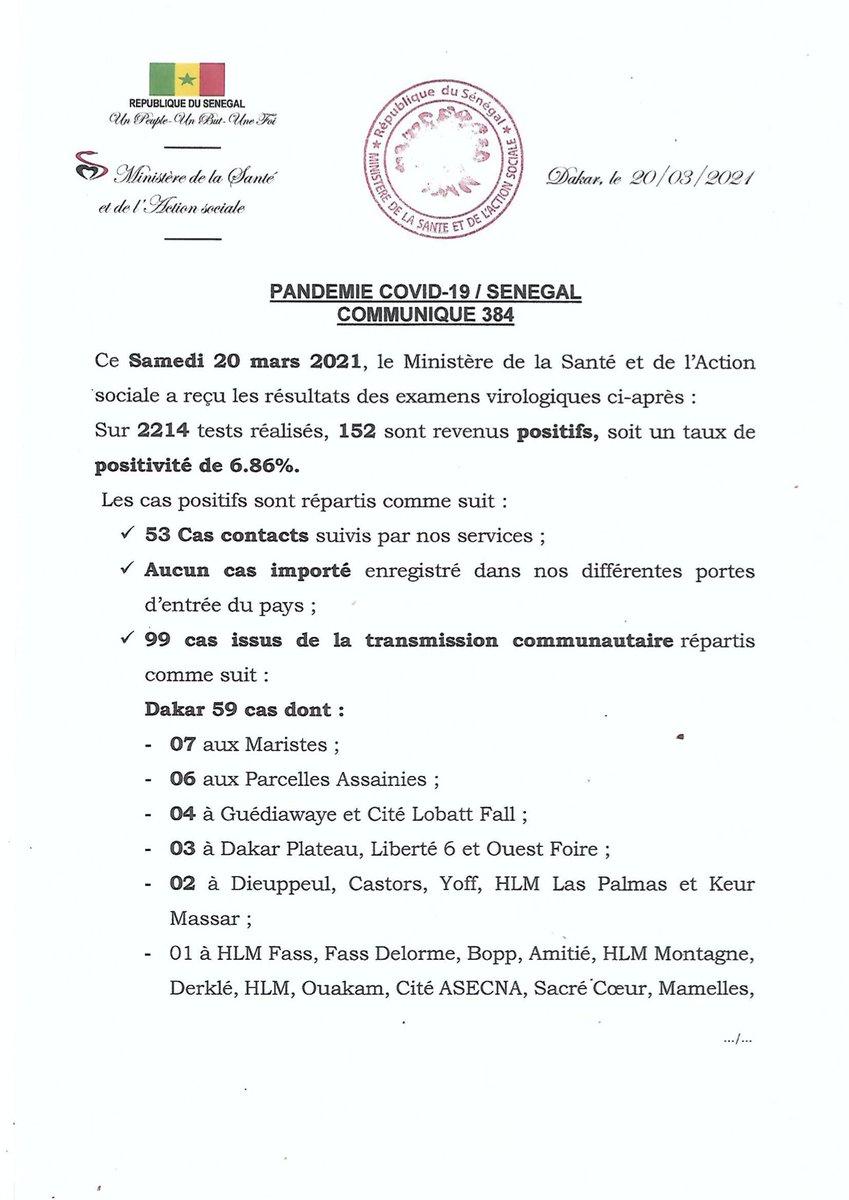 REPUBLIQUE DU SENEGAL
Un Peuple - Un But - Une Foi
Ministère de la Santé
et de l'Action sociale
★ République du Sénégal ★
MINISTÈRE DE LA SANTE ET DE L'ACTION SOCIALE
Dakar, le 20/03/2021
PANDEMIE COVID-19 / SENEGAL
COMMUNIQUE 384
Ce Samedi 20 mars 2021, le Ministère de la Santé et de l'Action
sociale a reçu les résultats des examens virologiques ci-après :
Sur 2214 tests réalisés, 152 sont revenus positifs, soit un taux de
positivité de 6.86%.
Les cas positifs sont répartis comme suit :
✓ 53 Cas contacts suivis par nos services ;
✓ Aucun cas importé enregistré dans nos différentes portes
d'entrée du pays ;
✓ 99 cas issus de la transmission communautaire répartis
comme suit :
Dakar 59 cas dont :
- 07 aux Maristes ;
- 06 aux Parcelles Assainies ;
- 04 à Guédiawaye et Cité Lobatt Fall ;
- 03 à Dakar Plateau, Liberté 6 et Ouest Foire ;
- 02 à Dieuppeul, Castors, Yoff, HLM Las Palmas et Keur
Massar ;
- 01 à HLM Fass, Fass Delorme, Bopp, Amitié, HLM Montagne,
Derklé, HLM, Ouakam, Cité ASECNA, Sacré Cœur, Mamelles,
.../...